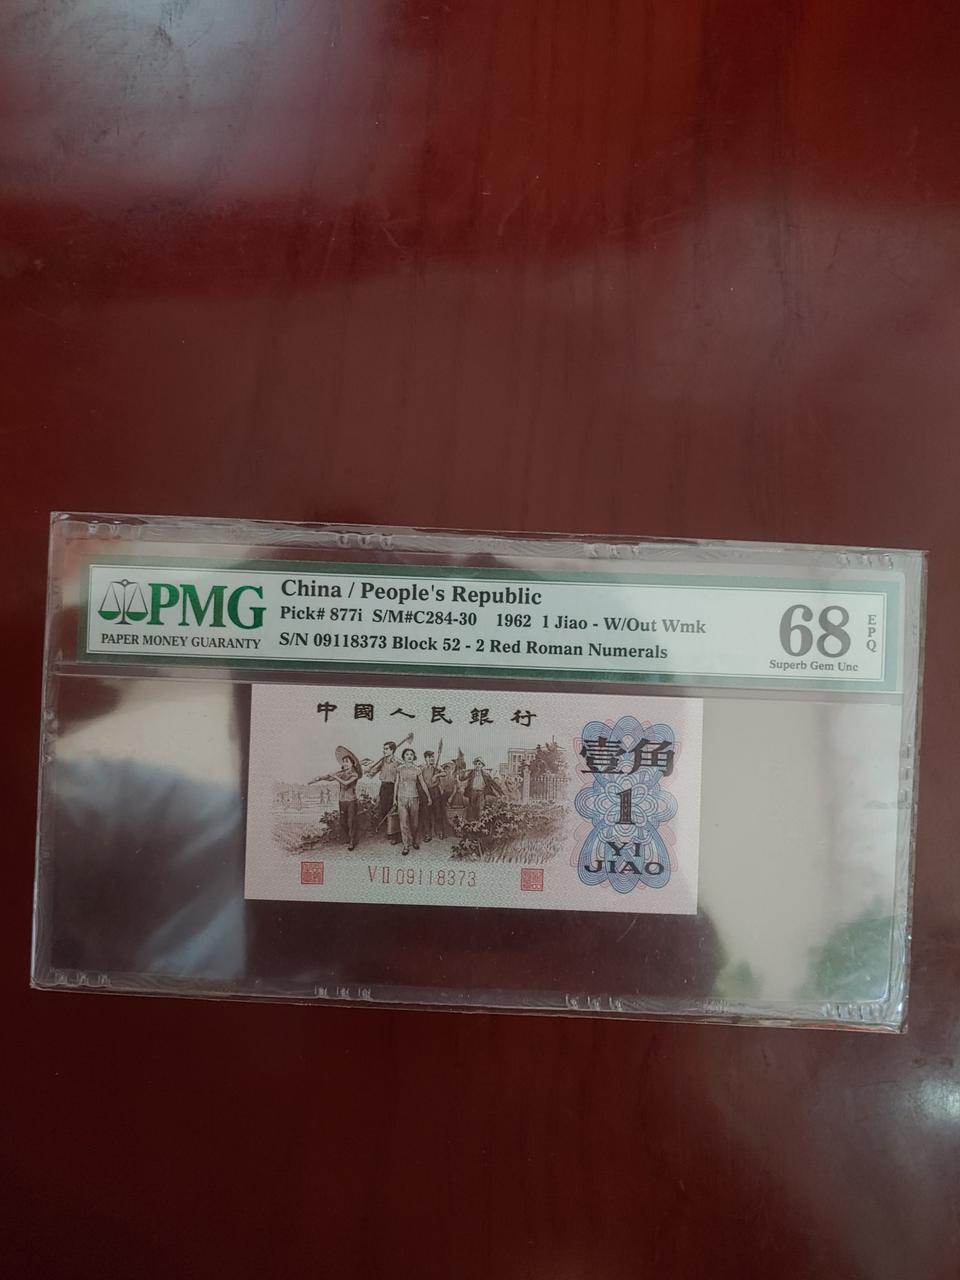 PMG
PAPER MONEY GUARANTY
China / People's Republic
Pick# 877i S/M#C284-30 1962 1 Jiao - W/Out Wmk
S/N 09118373 Block 52 - 2 Red Roman Numerals
68
EPQ
Superb Gem Unc
中國人民銀行
壹角
1
YI
JIAO
VII 09118373